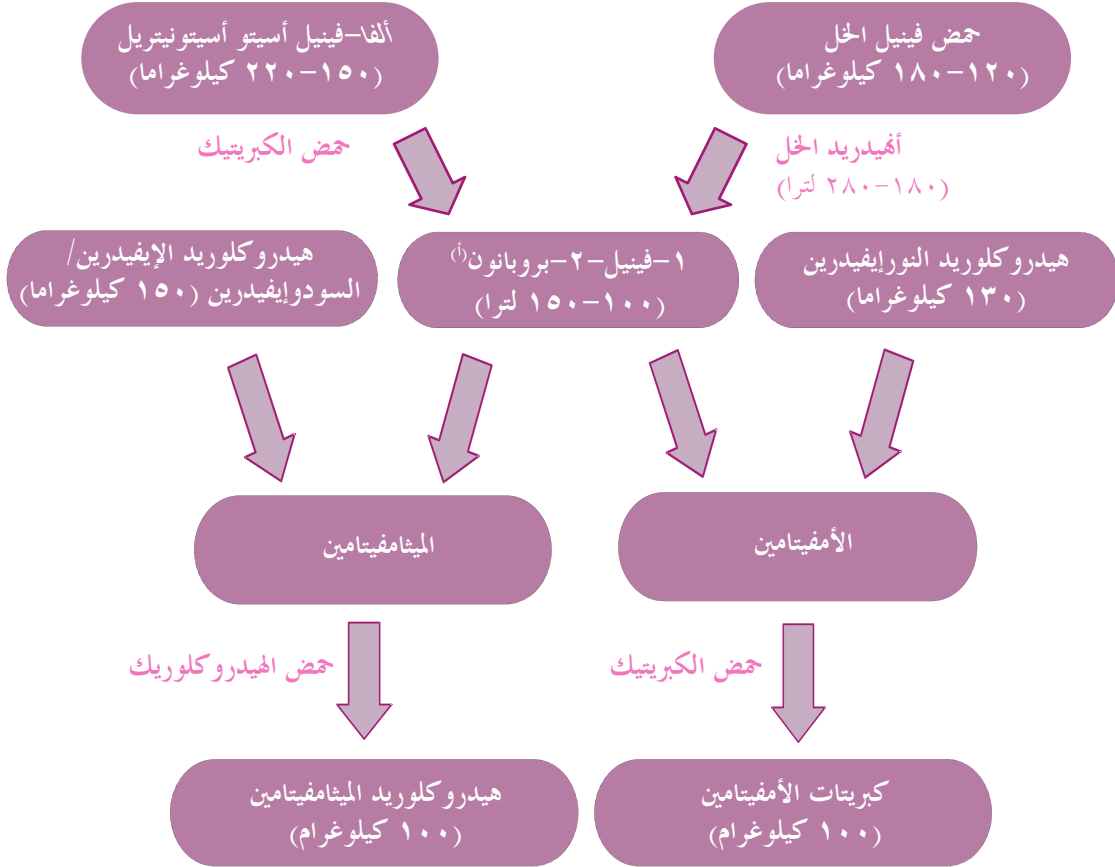 حمض فينيل الخل
(١٢٠-١٨٠ كيلوغراما)
ألفا-فينيل أسيتو أسيتونيتريل
(١٥٠-٢٢٠ كيلوغراما)
أنهيدريد الخل
(١٨٠-٢٨٠ لترا)
حمض الكبريتيك
هيدروكلوريد النورإيفيدرين
(١٣٠ كيلوغراما)
١-فينيل-٢-بروبانون(أ)
(١٠٠-١٥٠ لترا)
هيدروكلوريد الإيفيدرين/
السودوإيفيدرين (١٥٠ كيلوغراما)
الأمفيتامين
الميثامفيتامين
حمض الكبريتيك
حمض الهيدروكلوريك
كبريتات الأمفيتامين
(١٠٠ كيلوغرام)
هيدروكلوريد الميثامفيتامين
(١٠٠ كيلوغرام)